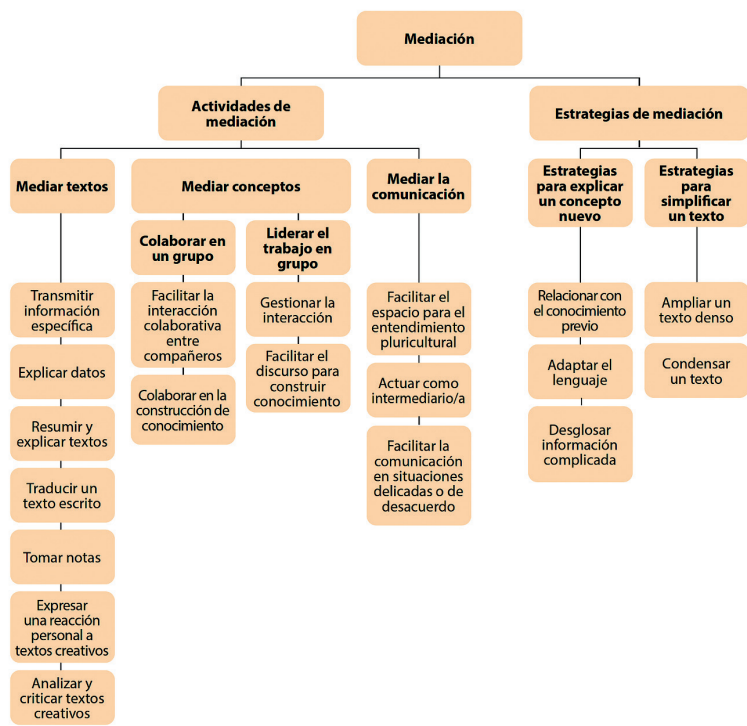 Mediación
Actividades de
mediación
Estrategias de mediación
Mediar textos
Mediar conceptos
Mediar la
comunicación
Estrategias
para explicar
un concepto
nuevo
Estrategias
para
simplificar
un texto
Colaborar en
un grupo
Liderar el
trabajo en
grupo
Transmitir
información
específica
Explicar datos
Resumir y
explicar textos
Traducir un
texto escrito
Tomar notas
Expresar
una reacción
personal a
textos creativos
Analizar y
criticar textos
creativos
Facilitar la
interacción
colaborativa
entre
compañeros
Colaborar en la
construcción de
conocimiento
Gestionar la
interacción
Facilitar el
discurso para
construir
conocimiento
Facilitar el
espacio para el
entendimiento
pluricultural
Actuar como
intermediario/a
Facilitar la
comunicación
en situaciones
delicadas o de
desacuerdo
Relacionar con
el conocimiento
previo
Adaptar el
lenguaje
Desglosar
información
complicada
Ampliar un
texto denso
Condensar
un texto